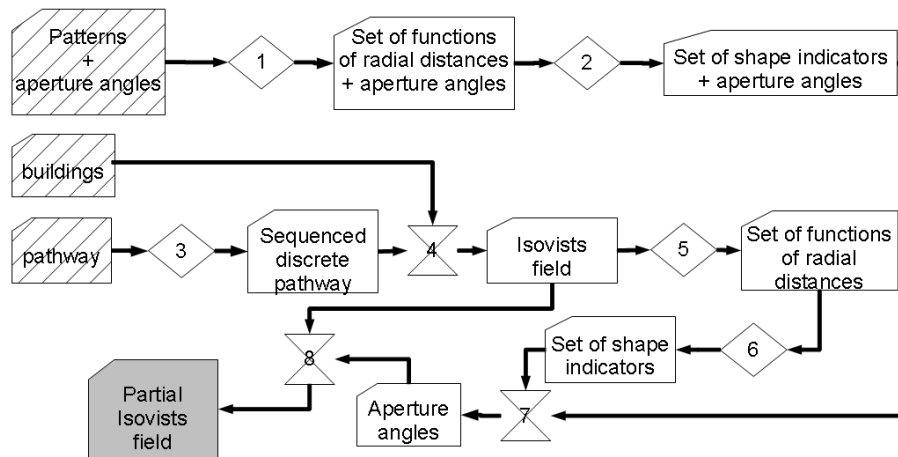 Patterns
+
aperture angles
1
Set of functions
of radial distances
+ aperture angles
2
Set of shape indicators
+ aperture angles
buildings
pathway
3
Sequenced
discrete
pathway
4
Isovists
field
5
Set of functions
of radial
distances
8
Set of shape
indicators
6
Partial
Isovists
field
Aperture
angles
7